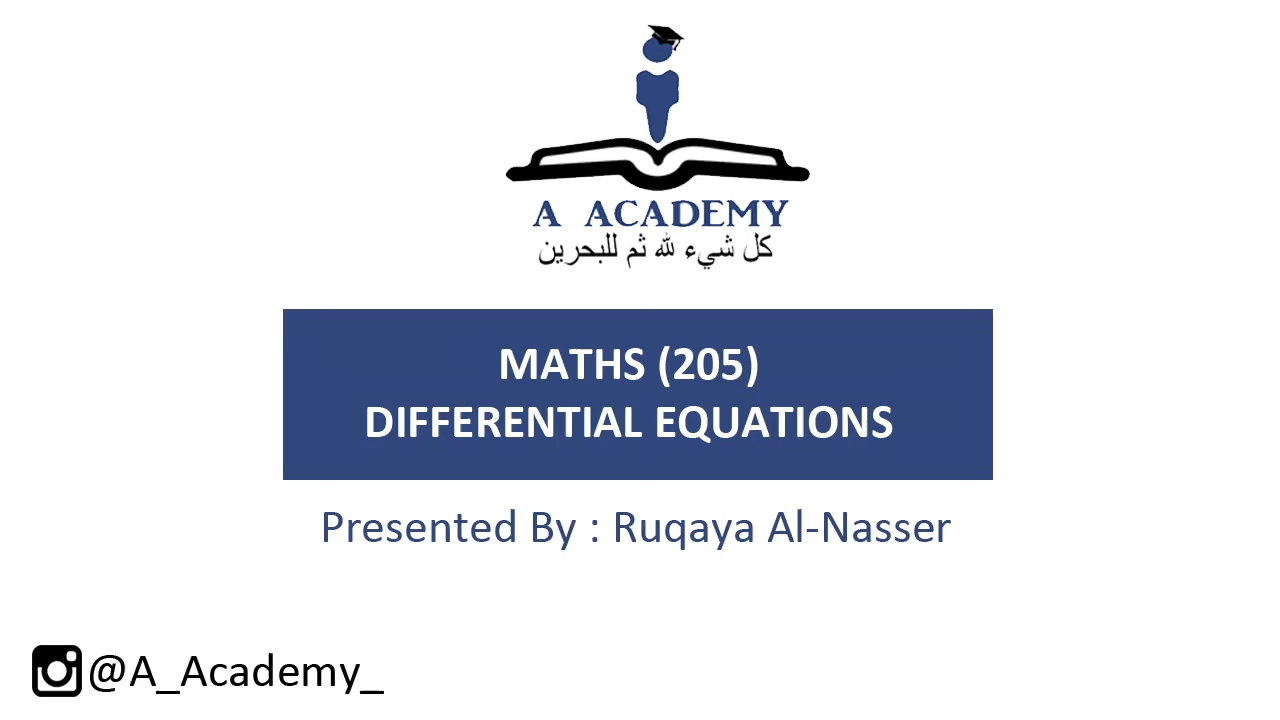 A ACADEMY
كل شيء لله ثم للبحرين
MATHS (205)
DIFFERENTIAL EQUATIONS
Presented By : Ruqaya Al-Nasser
@A_Academy_